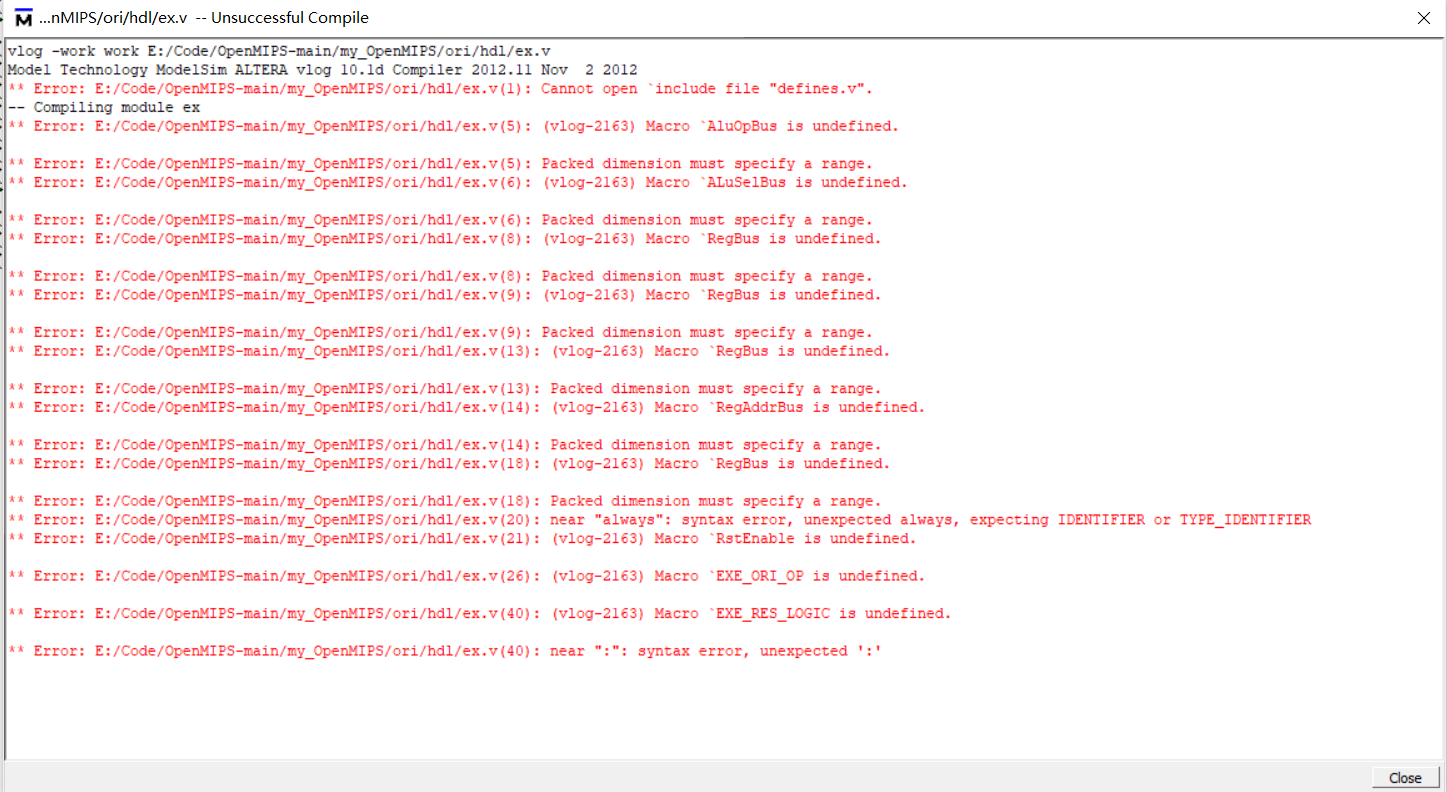 ...nMIPS/ori/hdl/ex.v -- Unsuccessful Compile
vlog -work work E:/Code/OpenMIPS-main/my_OpenMIPS/ori/hdl/ex.v
Model Technology ModelSim ALTERA vlog 10.1d Compiler 2012.11 Nov  2 2012
** Error: E:/Code/OpenMIPS-main/my_OpenMIPS/ori/hdl/ex.v(1): Cannot open `include file "defines.v".
-- Compiling module ex
** Error: E:/Code/OpenMIPS-main/my_OpenMIPS/ori/hdl/ex.v(5): (vlog-2163) Macro `AluOpBus is undefined.
** Error: E:/Code/OpenMIPS-main/my_OpenMIPS/ori/hdl/ex.v(5): Packed dimension must specify a range.
** Error: E:/Code/OpenMIPS-main/my_OpenMIPS/ori/hdl/ex.v(6): (vlog-2163) Macro `ALuSelBus is undefined.
** Error: E:/Code/OpenMIPS-main/my_OpenMIPS/ori/hdl/ex.v(6): Packed dimension must specify a range.
** Error: E:/Code/OpenMIPS-main/my_OpenMIPS/ori/hdl/ex.v(8): (vlog-2163) Macro `RegBus is undefined.
** Error: E:/Code/OpenMIPS-main/my_OpenMIPS/ori/hdl/ex.v(8): Packed dimension must specify a range.
** Error: E:/Code/OpenMIPS-main/my_OpenMIPS/ori/hdl/ex.v(9): (vlog-2163) Macro `RegBus is undefined.
** Error: E:/Code/OpenMIPS-main/my_OpenMIPS/ori/hdl/ex.v(9): Packed dimension must specify a range.
** Error: E:/Code/OpenMIPS-main/my_OpenMIPS/ori/hdl/ex.v(13): (vlog-2163) Macro `RegBus is undefined.
** Error: E:/Code/OpenMIPS-main/my_OpenMIPS/ori/hdl/ex.v(13): Packed dimension must specify a range.
** Error: E:/Code/OpenMIPS-main/my_OpenMIPS/ori/hdl/ex.v(14): (vlog-2163) Macro `RegAddrBus is undefined.
** Error: E:/Code/OpenMIPS-main/my_OpenMIPS/ori/hdl/ex.v(14): Packed dimension must specify a range.
** Error: E:/Code/OpenMIPS-main/my_OpenMIPS/ori/hdl/ex.v(18): (vlog-2163) Macro `RegBus is undefined.
** Error: E:/Code/OpenMIPS-main/my_OpenMIPS/ori/hdl/ex.v(18): Packed dimension must specify a range.
** Error: E:/Code/OpenMIPS-main/my_OpenMIPS/ori/hdl/ex.v(20): near "always": syntax error, unexpected always, expecting IDENTIFIER or TYPE_IDENTIFIER
** Error: E:/Code/OpenMIPS-main/my_OpenMIPS/ori/hdl/ex.v(21): (vlog-2163) Macro `RstEnable is undefined.
** Error: E:/Code/OpenMIPS-main/my_OpenMIPS/ori/hdl/ex.v(26): (vlog-2163) Macro `EXE_ORI_OP is undefined.
** Error: E:/Code/OpenMIPS-main/my_OpenMIPS/ori/hdl/ex.v(40): (vlog-2163) Macro `EXE_RES_LOGIC is undefined.
** Error: E:/Code/OpenMIPS-main/my_OpenMIPS/ori/hdl/ex.v(40): near ":": syntax error, unexpected ':'
Close